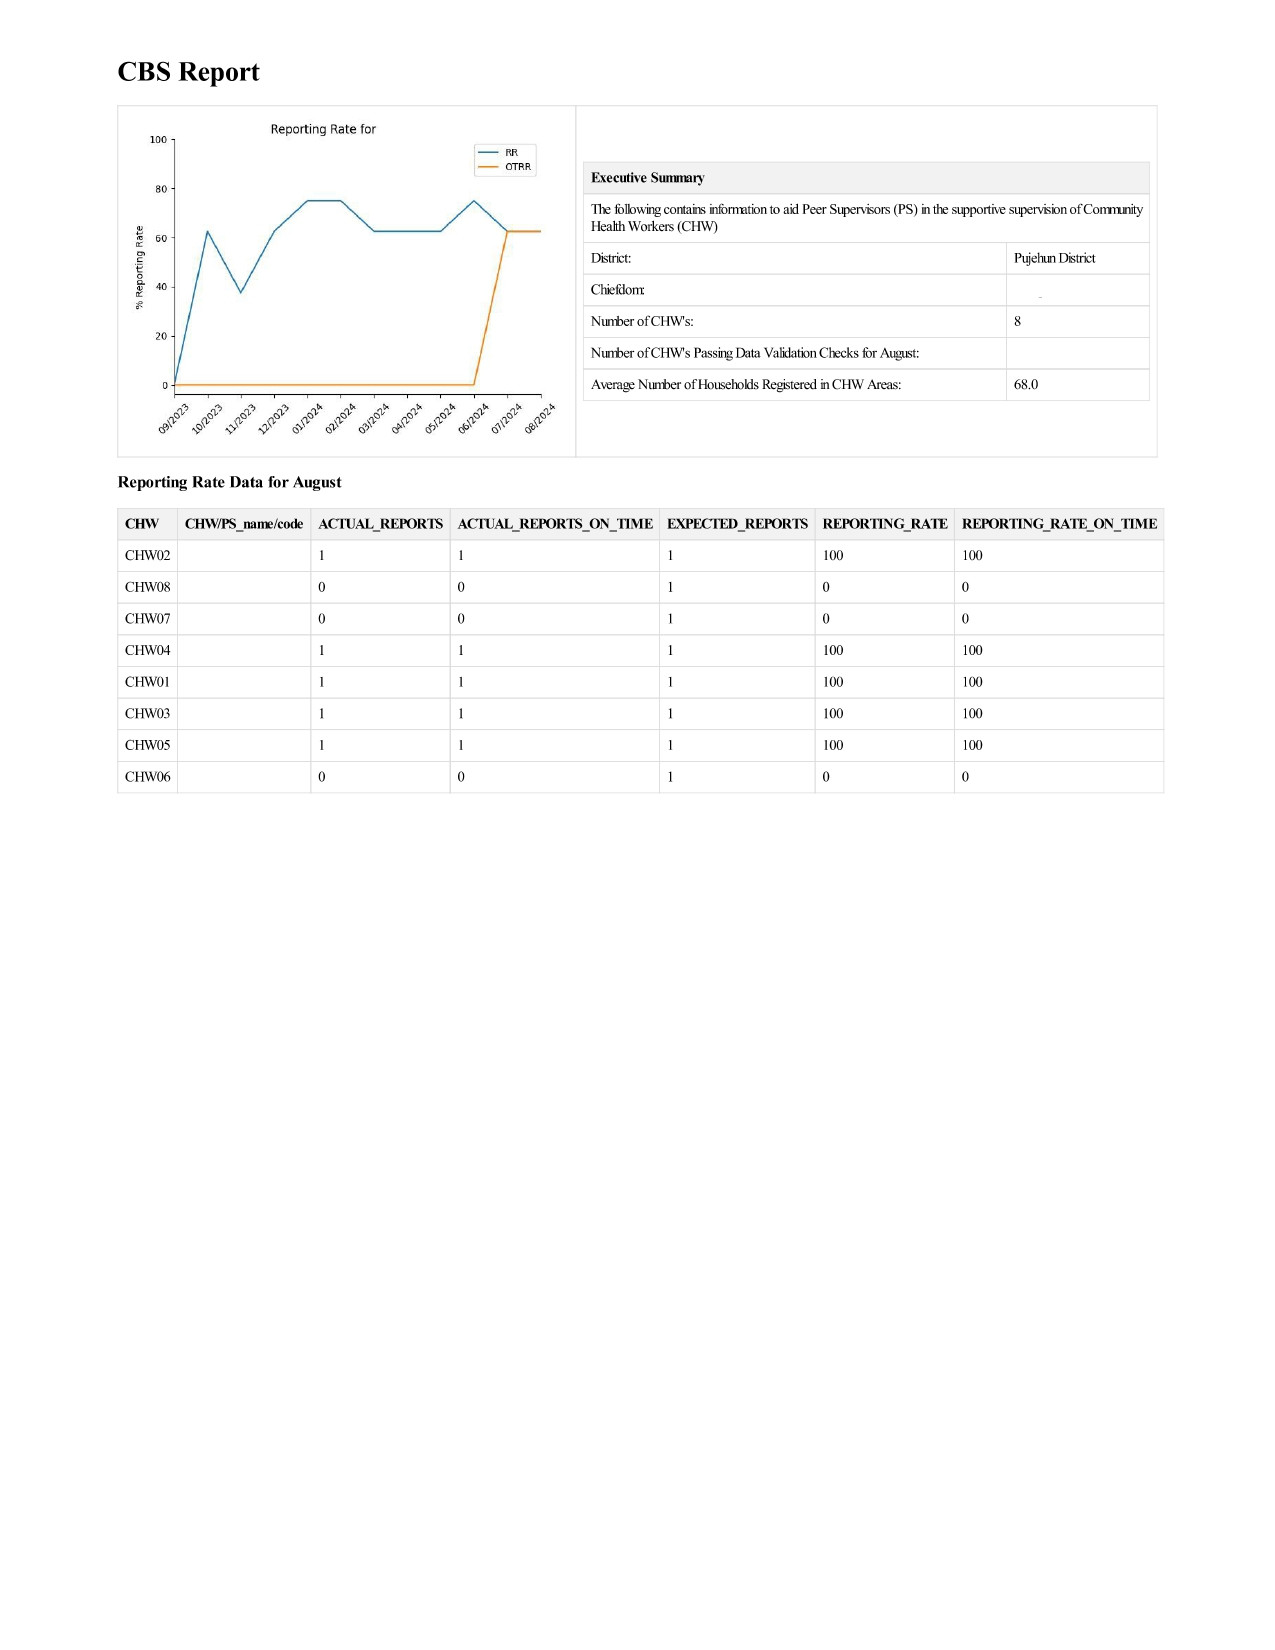 CBS Report
Reporting Rate for
RR
OTRR
% Reporting Rate
100
80
60
40
20
0
09/2023 10/2023 11/2023 12/2023 01/2024 02/2024 03/2024 04/2024 05/2024 06/2024 07/2024 08/2024
Executive Summary
The following contains information to aid Peer Supervisors (PS) in the supportive supervision of Community
Health Workers (CHW)
District: Pujehun District
Chiefdom:
Number of CHW's: 8
Number of CHW's Passing Data Validation Checks for August:
Average Number of Households Registered in CHW Areas: 68.0
Reporting Rate Data for August
CHW CHW/PS_name/code ACTUAL_REPORTS ACTUAL_REPORTS_ON_TIME EXPECTED_REPORTS REPORTING_RATE REPORTING_RATE_ON_TIME
CHW02 1 1 1 100 100
CHW08 0 0 1 0 0
CHW07 0 0 1 0 0
CHW04 1 1 1 100 100
CHW01 1 1 1 100 100
CHW03 1 1 1 100 100
CHW05 1 1 1 100 100
CHW06 0 0 1 0 0